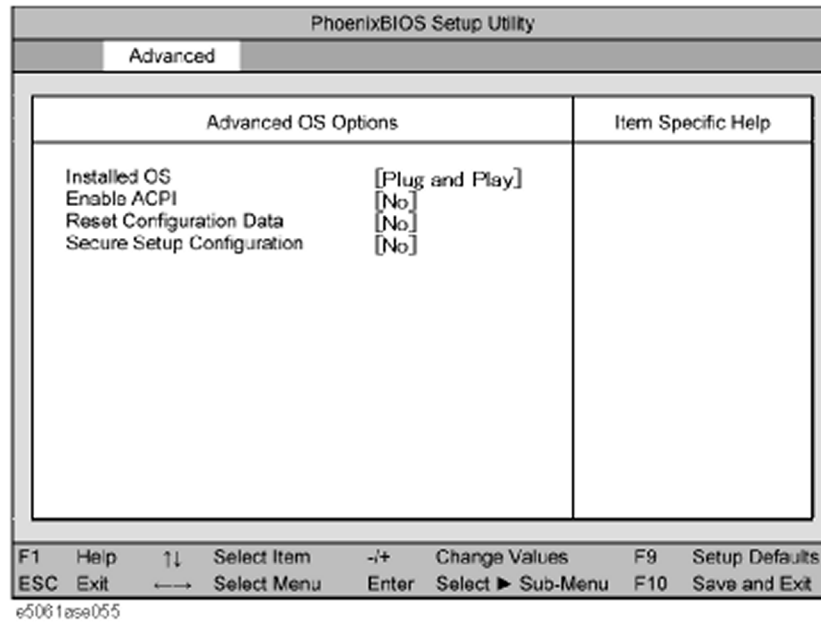 PhoenixBIOS Setup Utility
Advanced
Advanced OS Options
Item Specific Help
Installed OS [Plug and Play]
Enable ACPI [No]
Reset Configuration Data [No]
Secure Setup Configuration [No]
F1 Help ↑↓ Select Item -/+ Change Values F9 Setup Defaults
ESC Exit ←→ Select Menu Enter Select ► Sub-Menu F10 Save and Exit
e5061ase055